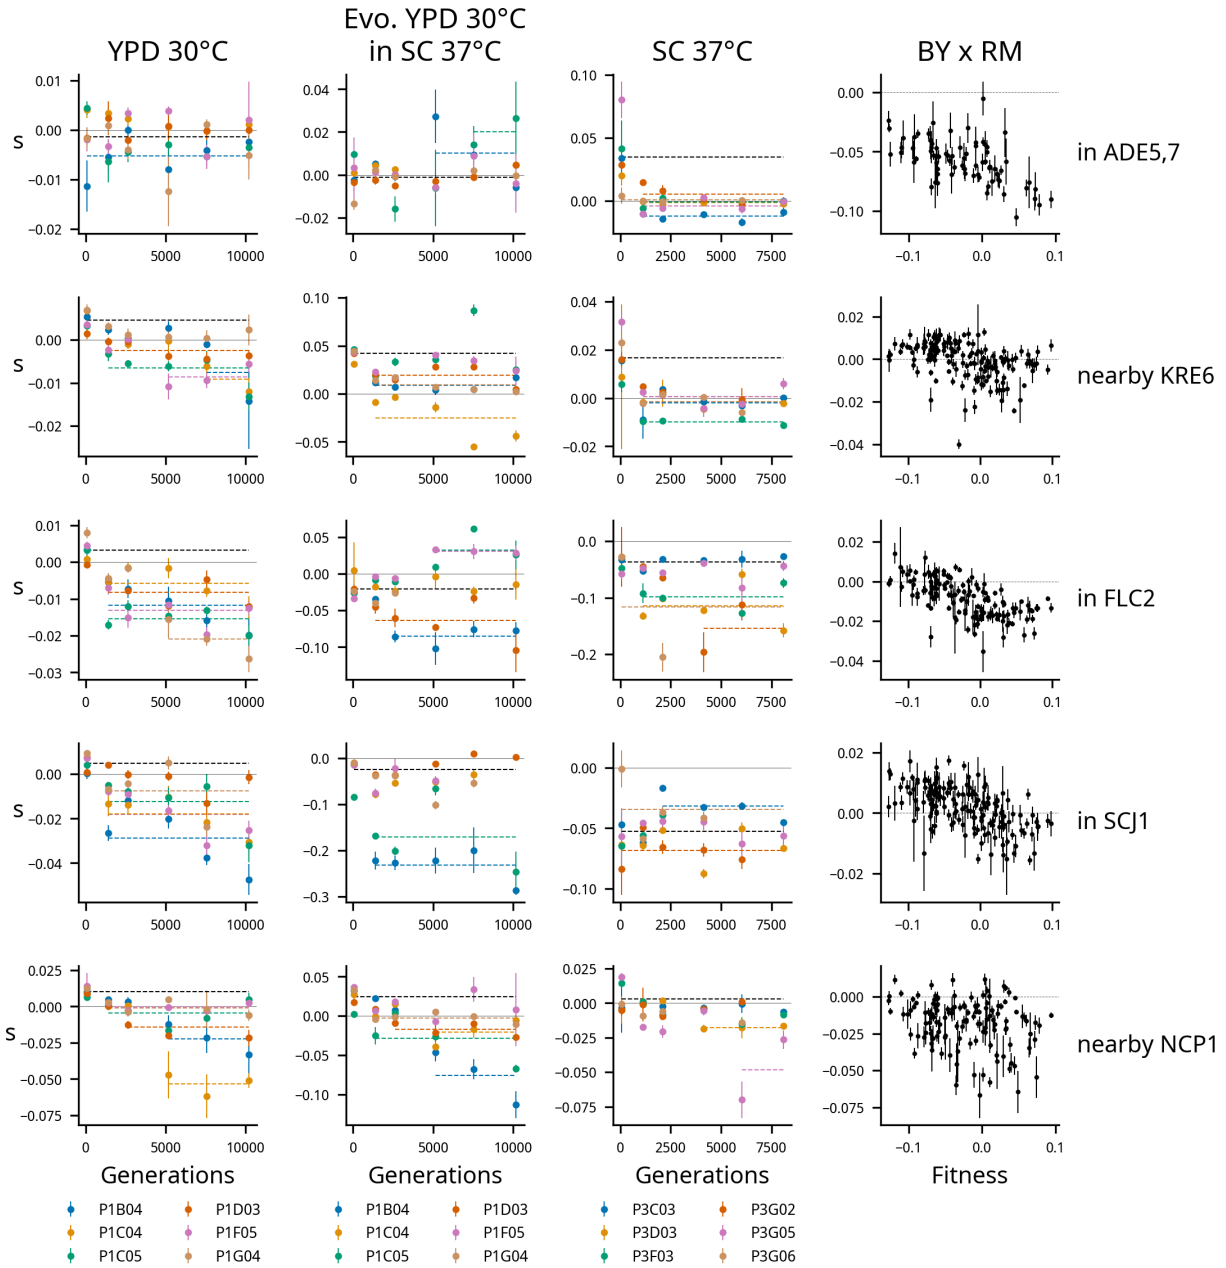 Evo. YPD 30°C
YPD 30°C in SC 37°C SC 37°C BY x RM
0.01 0.04 0.10 0.00
0.00 0.02 0.05 −0.05 in ADE5,7
s
−0.01 0.00 0.00 −0.10
−0.02 −0.02
0 5000 10000 0 5000 10000 0 2500 5000 7500 −0.1 0.0 0.1
0.00 0.10 0.04 0.02
s
−0.01 0.05 0.02 0.00 nearby KRE6
−0.02 0.00 0.00 −0.02
−0.05 −0.02 −0.04
0 5000 10000 0 5000 10000 0 2500 5000 7500 −0.1 0.0 0.1
0.01 0.05 0.0 0.02
0.00 0.00 −0.1 0.00 in FLC2
s
−0.01 −0.05 −0.2 −0.02
−0.02 −0.10 −0.04
−0.03
0 5000 10000 0 5000 10000 0 2500 5000 7500 −0.1 0.0 0.1
0.00 0.0 0.00 0.02
s
−0.02 −0.1 −0.05 0.00 in SCJ1
−0.04 −0.2 −0.10 −0.02
−0.3
0 5000 10000 0 5000 10000 0 2500 5000 7500 −0.1 0.0 0.1
0.025 0.05 0.025 0.000
0.000 0.00 0.000 −0.025 nearby NCP1
s
−0.025 −0.05 −0.025 −0.050
−0.050 −0.10 −0.050 −0.075
−0.075 −0.075
0 5000 10000 0 5000 10000 0 2500 5000 7500 −0.1 0.0 0.1
Generations Generations Generations Fitness
P1B04 P1D03 P1B04 P1D03 P3C03 P3G02
P1C04 P1F05 P1C04 P1F05 P3D03 P3G05
P1C05 P1G04 P1C05 P1G04 P3F03 P3G06